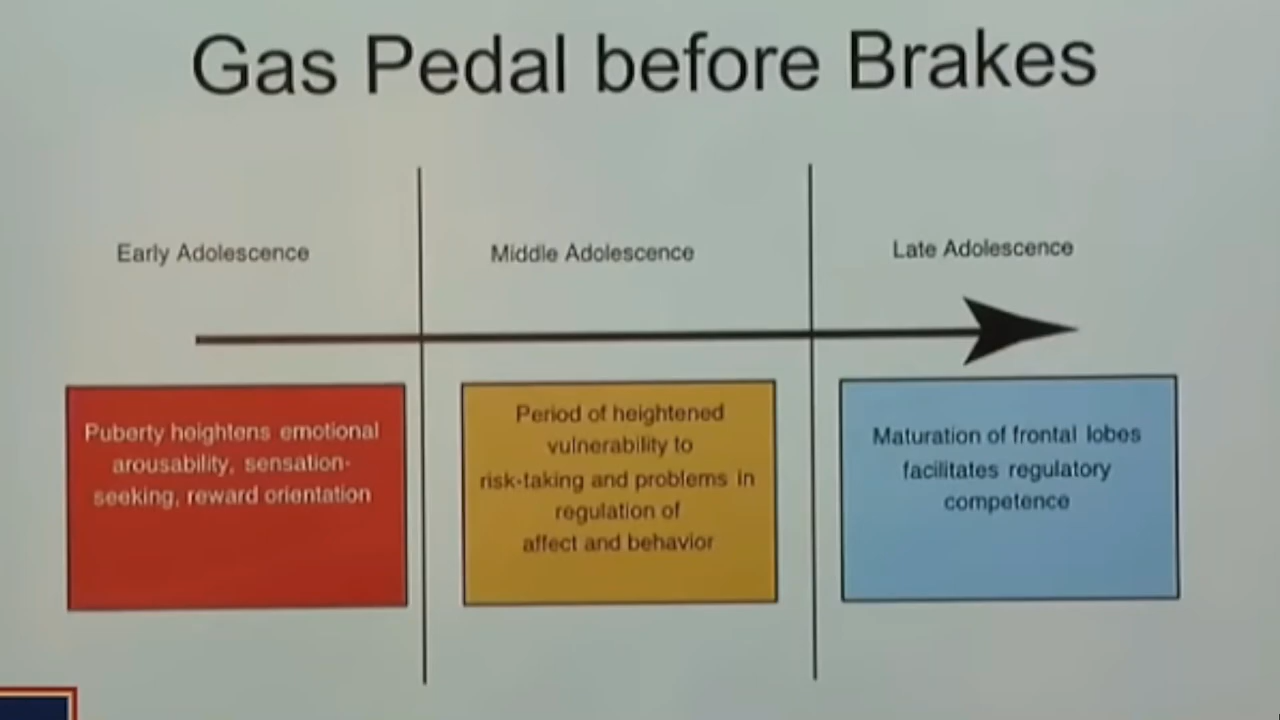 Gas Pedal before Brakes
Early Adolescence
Middle Adolescence
Late Adolescence
Puberty heightens emotional
arousability, sensation-
seeking, reward orientation
Period of heightened
vulnerability to
risk-taking and problems in
regulation of
affect and behavior
Maturation of frontal lobes
facilitates regulatory
competence